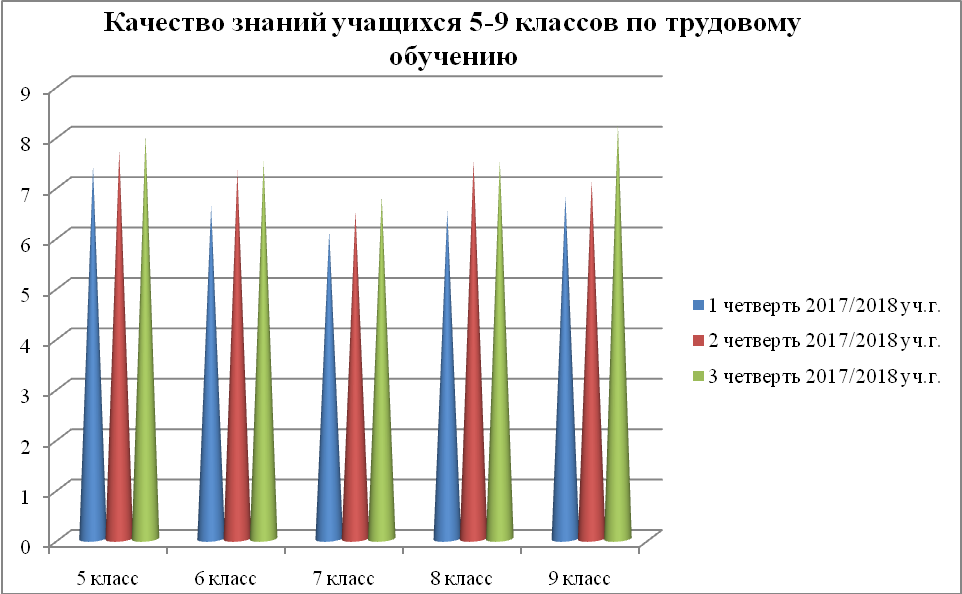 Качество знаний учащихся 5-9 классов по трудовому
обучению
9
8
7
6
5
4
3
2
1
0
5 класс
6 класс
7 класс
8 класс
9 класс
1 четверть 2017/2018 уч.г.
2 четверть 2017/2018 уч.г.
3 четверть 2017/2018 уч.г.